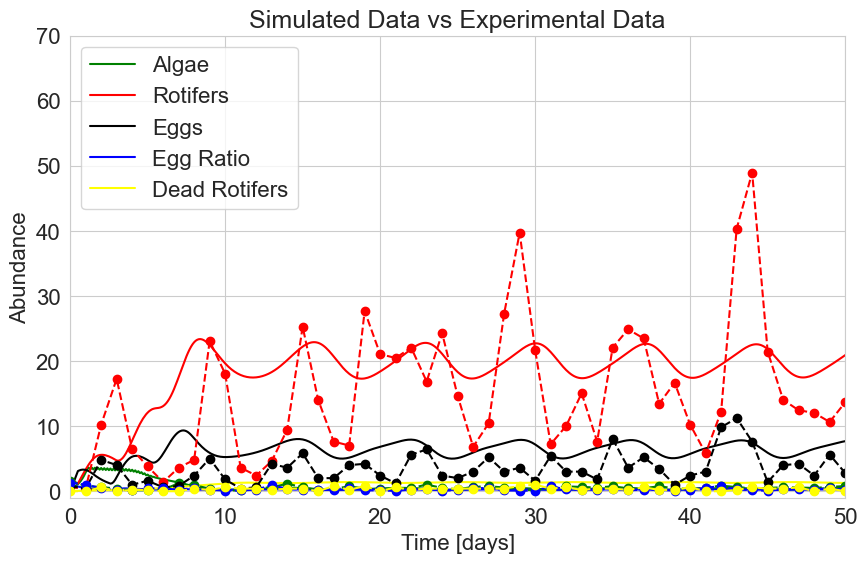 Simulated Data vs Experimental Data
Abundance
70
60
50
40
30
20
10
0
Algae
Rotifers
Eggs
Egg Ratio
Dead Rotifers
0 10 20 30 40 50
Time [days]